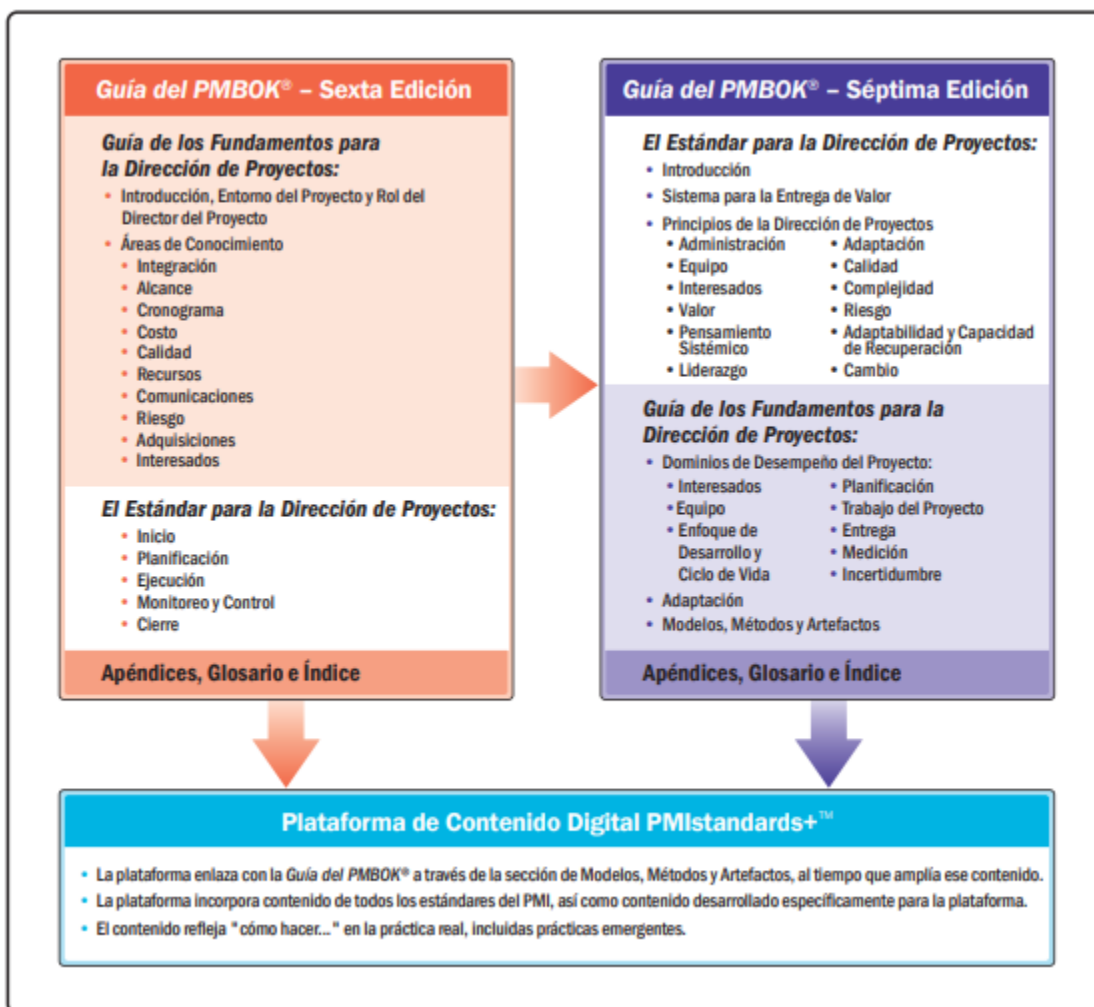 Guía del PMBOK® – Sexta Edición
Guía de los Fundamentos para
la Dirección de Proyectos:
• Introducción, Entorno del Proyecto y Rol del
Director del Proyecto
• Áreas de Conocimiento
• Integración
• Alcance
• Cronograma
• Costo
• Calidad
• Recursos
• Comunicaciones
• Riesgo
• Adquisiciones
• Interesados
El Estándar para la Dirección de Proyectos:
• Inicio
• Planificación
• Ejecución
• Monitoreo y Control
• Cierre
Apéndices, Glosario e Índice
Guía del PMBOK® – Séptima Edición
El Estándar para la Dirección de Proyectos:
• Introducción
• Sistema para la Entrega de Valor
• Principios de la Dirección de Proyectos
• Administración
• Equipo
• Interesados
• Valor
• Pensamiento
Sistémico
• Liderazgo
• Adaptación
• Calidad
• Complejidad
• Riesgo
• Adaptabilidad y Capacidad
de Recuperación
• Cambio
Guía de los Fundamentos para la
Dirección de Proyectos:
• Dominios de Desempeño del Proyecto:
• Interesados
• Equipo
• Enfoque de
Desarrollo y
Ciclo de Vida
• Planificación
• Trabajo del Proyecto
• Entrega
• Medición
• Incertidumbre
• Adaptación
• Modelos, Métodos y Artefactos
Apéndices, Glosario e Índice
Plataforma de Contenido Digital PMIstandards+™
• La plataforma enlaza con la Guía del PMBOK® a través de la sección de Modelos, Métodos y Artefactos, al tiempo que amplía ese contenido.
• La plataforma incorpora contenido de todos los estándares del PMI, así como contenido desarrollado específicamente para la plataforma.
• El contenido refleja "cómo hacer..." en la práctica real, incluidas prácticas emergentes.